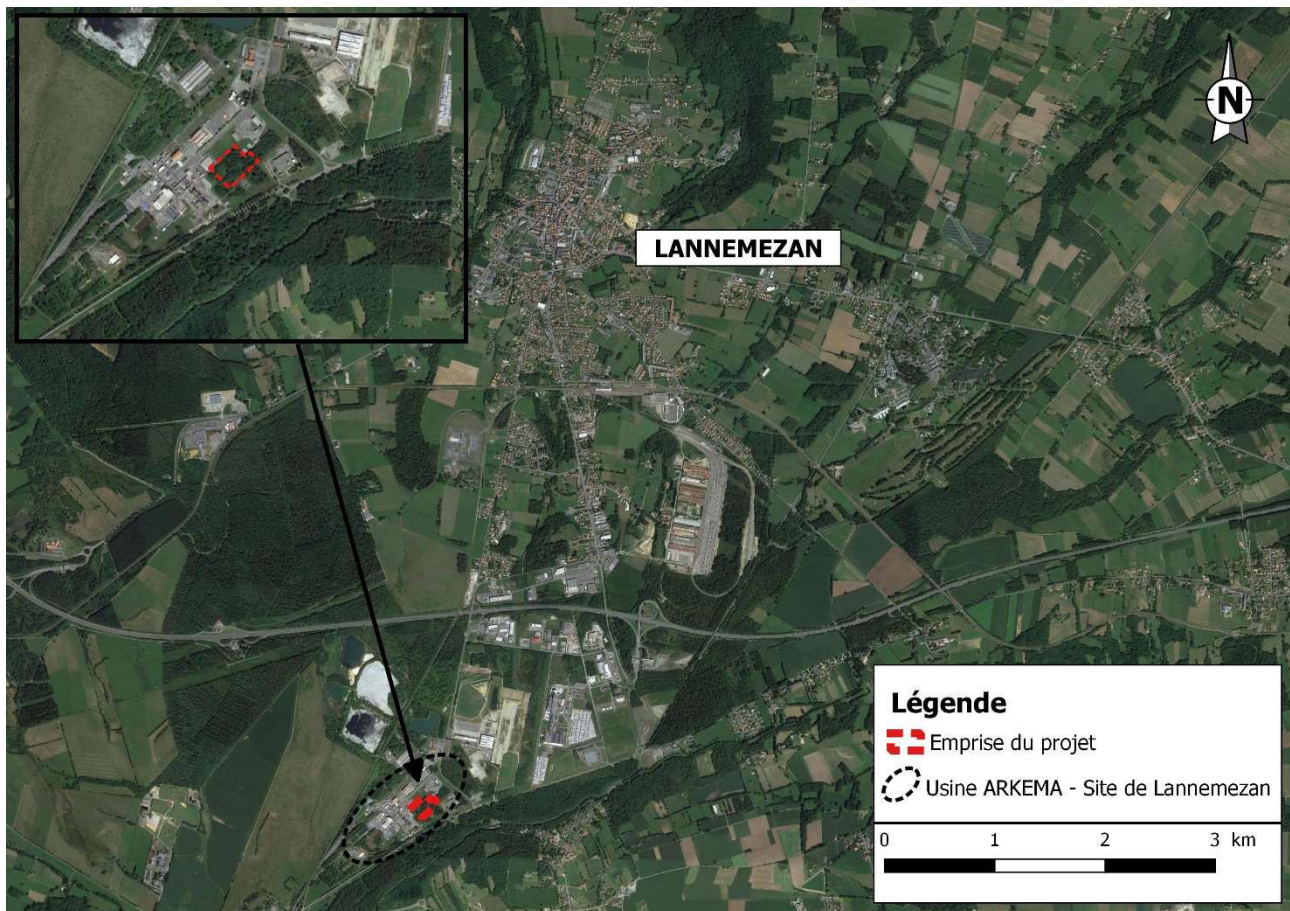 N
LANNEMEZAN
Légende
Emprise du projet
Usine ARKEMA - Site de Lannemezan
0 1 2 3 km